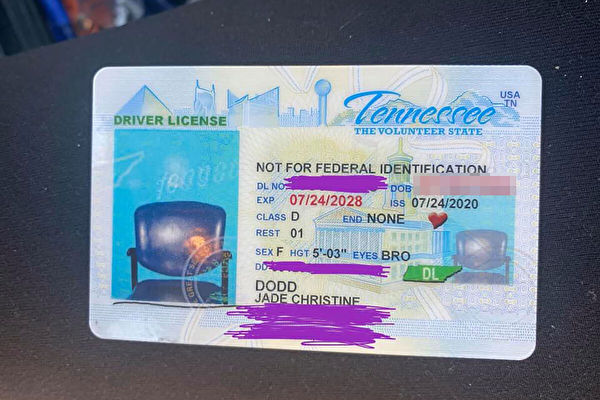 USA
TN
Tennessee
THE VOLUNTEER STATE
DRIVER LICENSE
NOT FOR FEDERAL IDENTIFICATION
DL NO. DOB
EXP 07/24/2028 ISS 07/24/2020
CLASS D END NONE
REST 01
SEX F HGT 5'-03" EYES BRO
DD
DL
DODD
JADE CHRISTINE